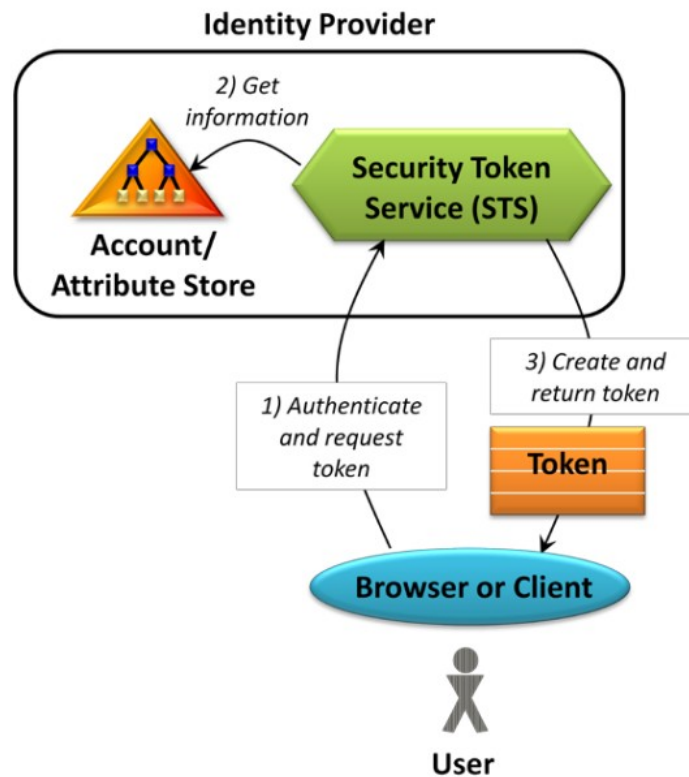 Identity Provider
2) Get
information
Security Token
Service (STS)
Account/
Attribute Store
3) Create and
return token
1) Authenticate
and request
token
Token
Browser or Client
User